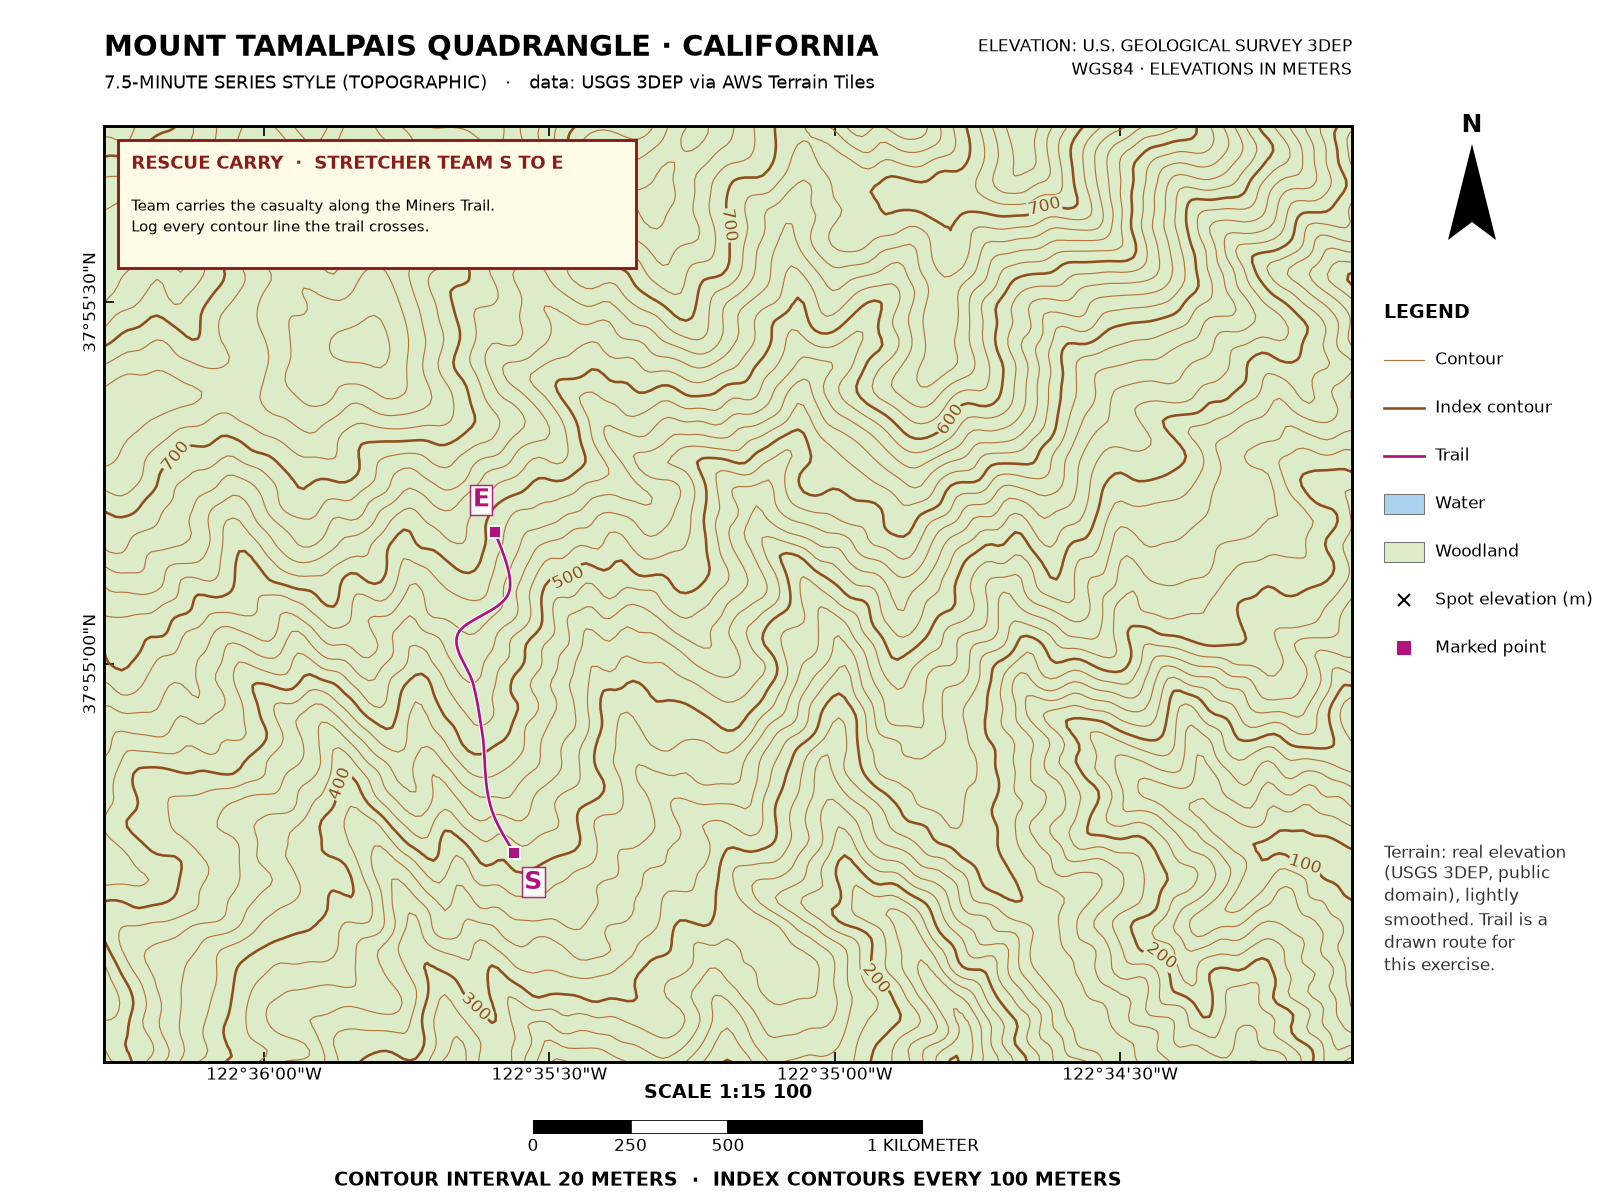 MOUNT TAMALPAIS QUADRANGLE · CALIFORNIA
7.5-MINUTE SERIES STYLE (TOPOGRAPHIC) · data: USGS 3DEP via AWS Terrain Tiles
ELEVATION: U.S. GEOLOGICAL SURVEY 3DEP
WGS84 · ELEVATIONS IN METERS
RESCUE CARRY · STRETCHER TEAM S TO E
Team carries the casualty along the Miners Trail.
Log every contour line the trail crosses.
N
LEGEND
Contour
Index contour
Trail
Water
Woodland
Spot elevation (m)
Marked point
Terrain: real elevation
(USGS 3DEP, public
domain), lightly
smoothed. Trail is a
drawn route for
this exercise.
37°55'30"N
37°55'00"N
700
700
600
700
E
500
400
S
100
200
200
300
122°36'00"W
122°35'30"W
122°35'00"W
122°34'30"W
SCALE 1:15 100
0
250
500
1 KILOMETER
CONTOUR INTERVAL 20 METERS · INDEX CONTOURS EVERY 100 METERS